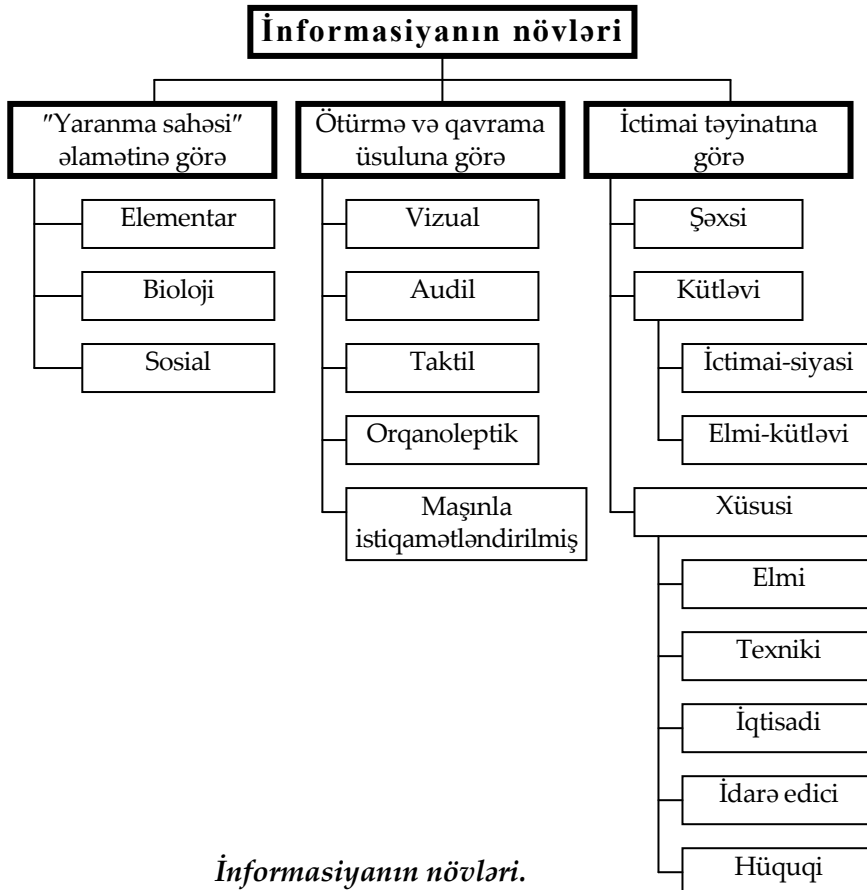 İnformasiyanın növləri
"Yaranma sahəsi"
əlamətinə görə
Elementar
Bioloji
Sosial
Ötürmə və qavrama
üsuluna görə
Vizual
Audil
Taktil
Orqanoleptik
Maşınla
istiqamətləndirilmiş
İctimai təyinatına
görə
Şəxsi
Kütləvi
İctimai-siyasi
Elmi-kütləvi
Xüsusi
Elmi
Texniki
İqtisadi
İdarə edici
Hüquqi
İnformasiyanın növləri.